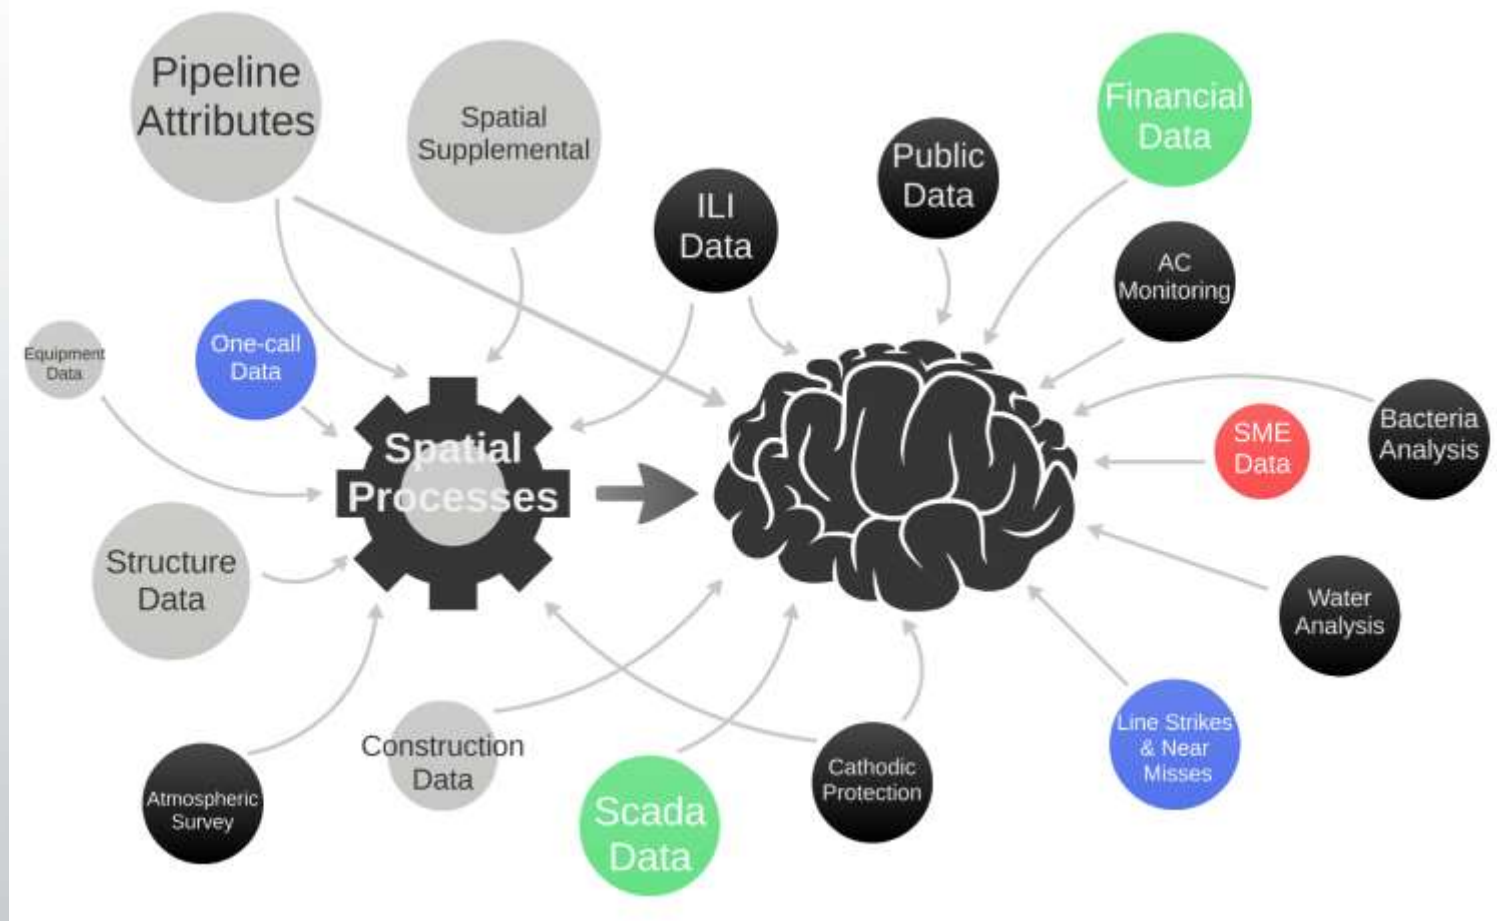 Pipeline
Attributes
Spatial
Supplemental
ILI
Data
Public
Data
Financial
Data
AC
Monitoring
Equipment
Data
One-call
Data
Spatial
Processes
SME
Data
Bacteria
Analysis
Structure
Data
Water
Analysis
Construction
Data
Atmospheric
Survey
Scada
Data
Cathodic
Protection
Line Strikes
& Near
Misses